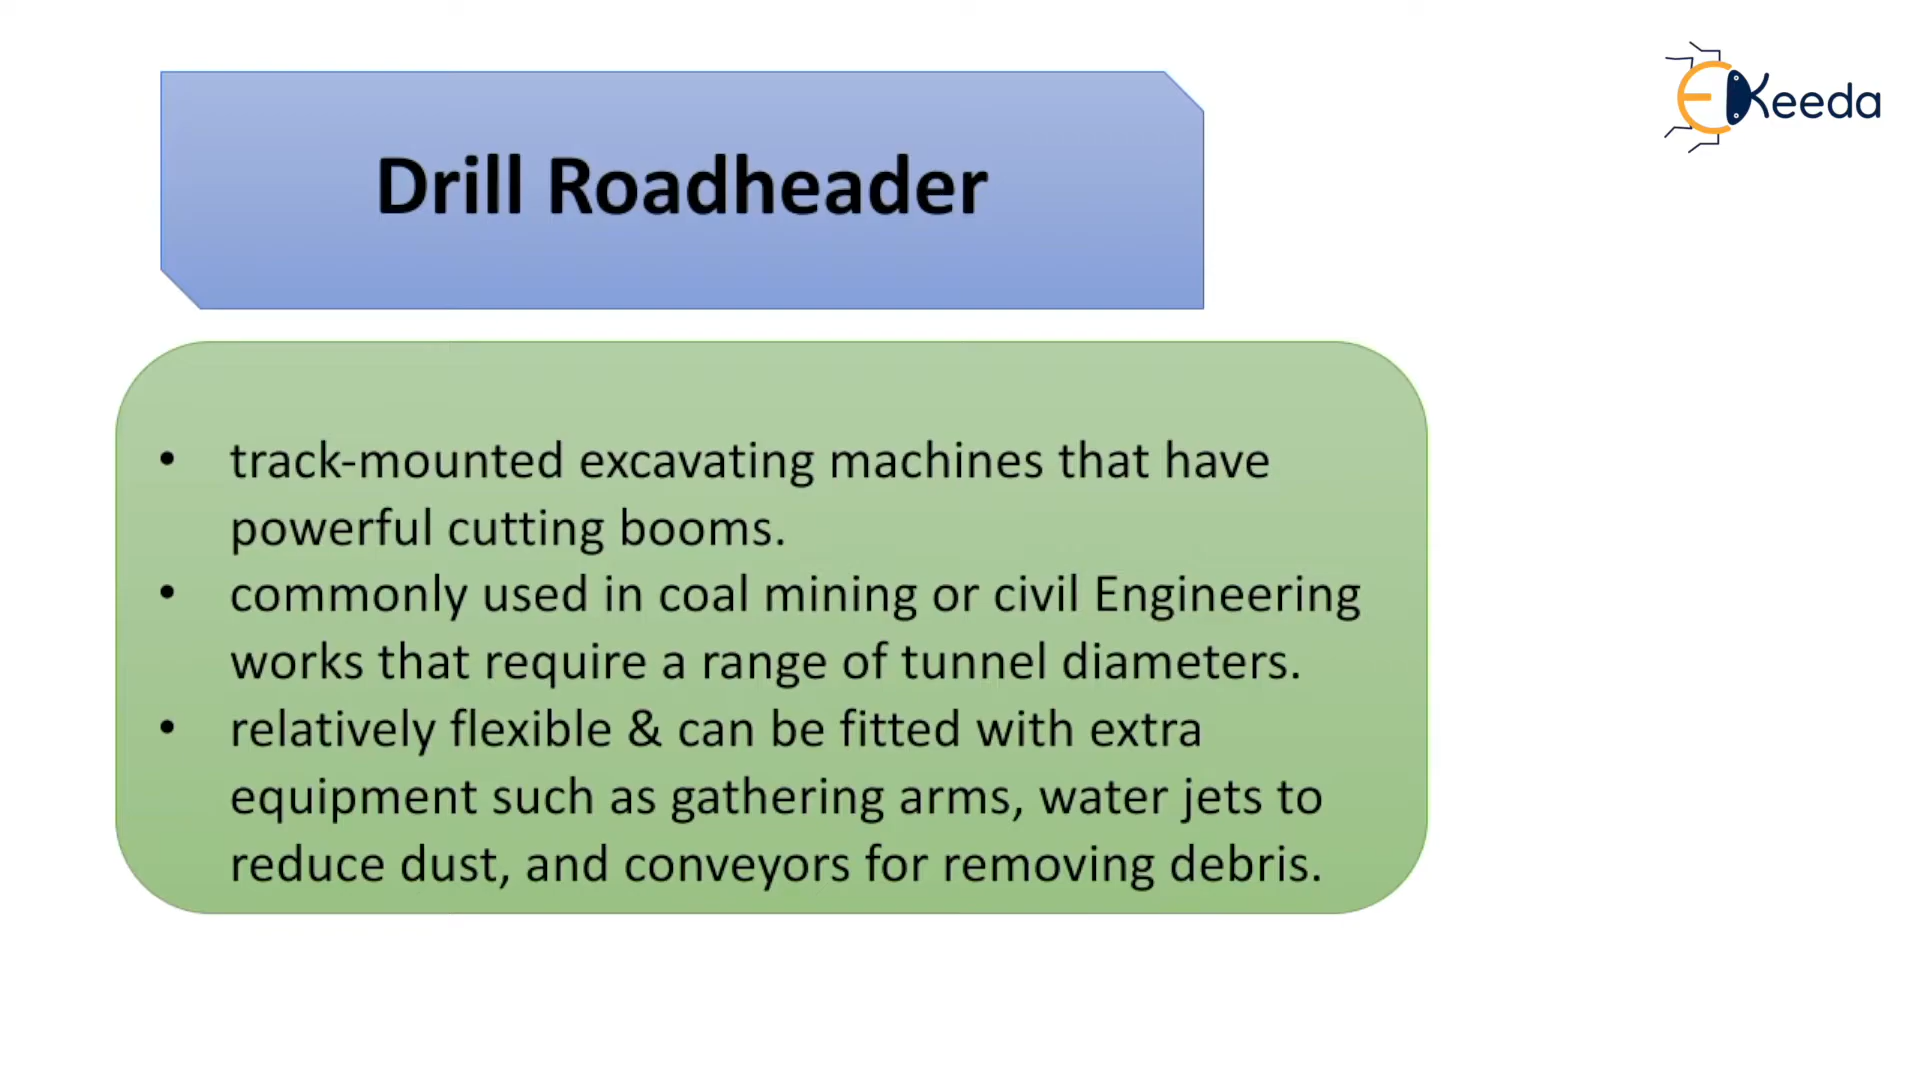 EKeeda
Drill Roadheader
• track-mounted excavating machines that have
powerful cutting booms.
• commonly used in coal mining or civil Engineering
works that require a range of tunnel diameters.
• relatively flexible & can be fitted with extra
equipment such as gathering arms, water jets to
reduce dust, and conveyors for removing debris.